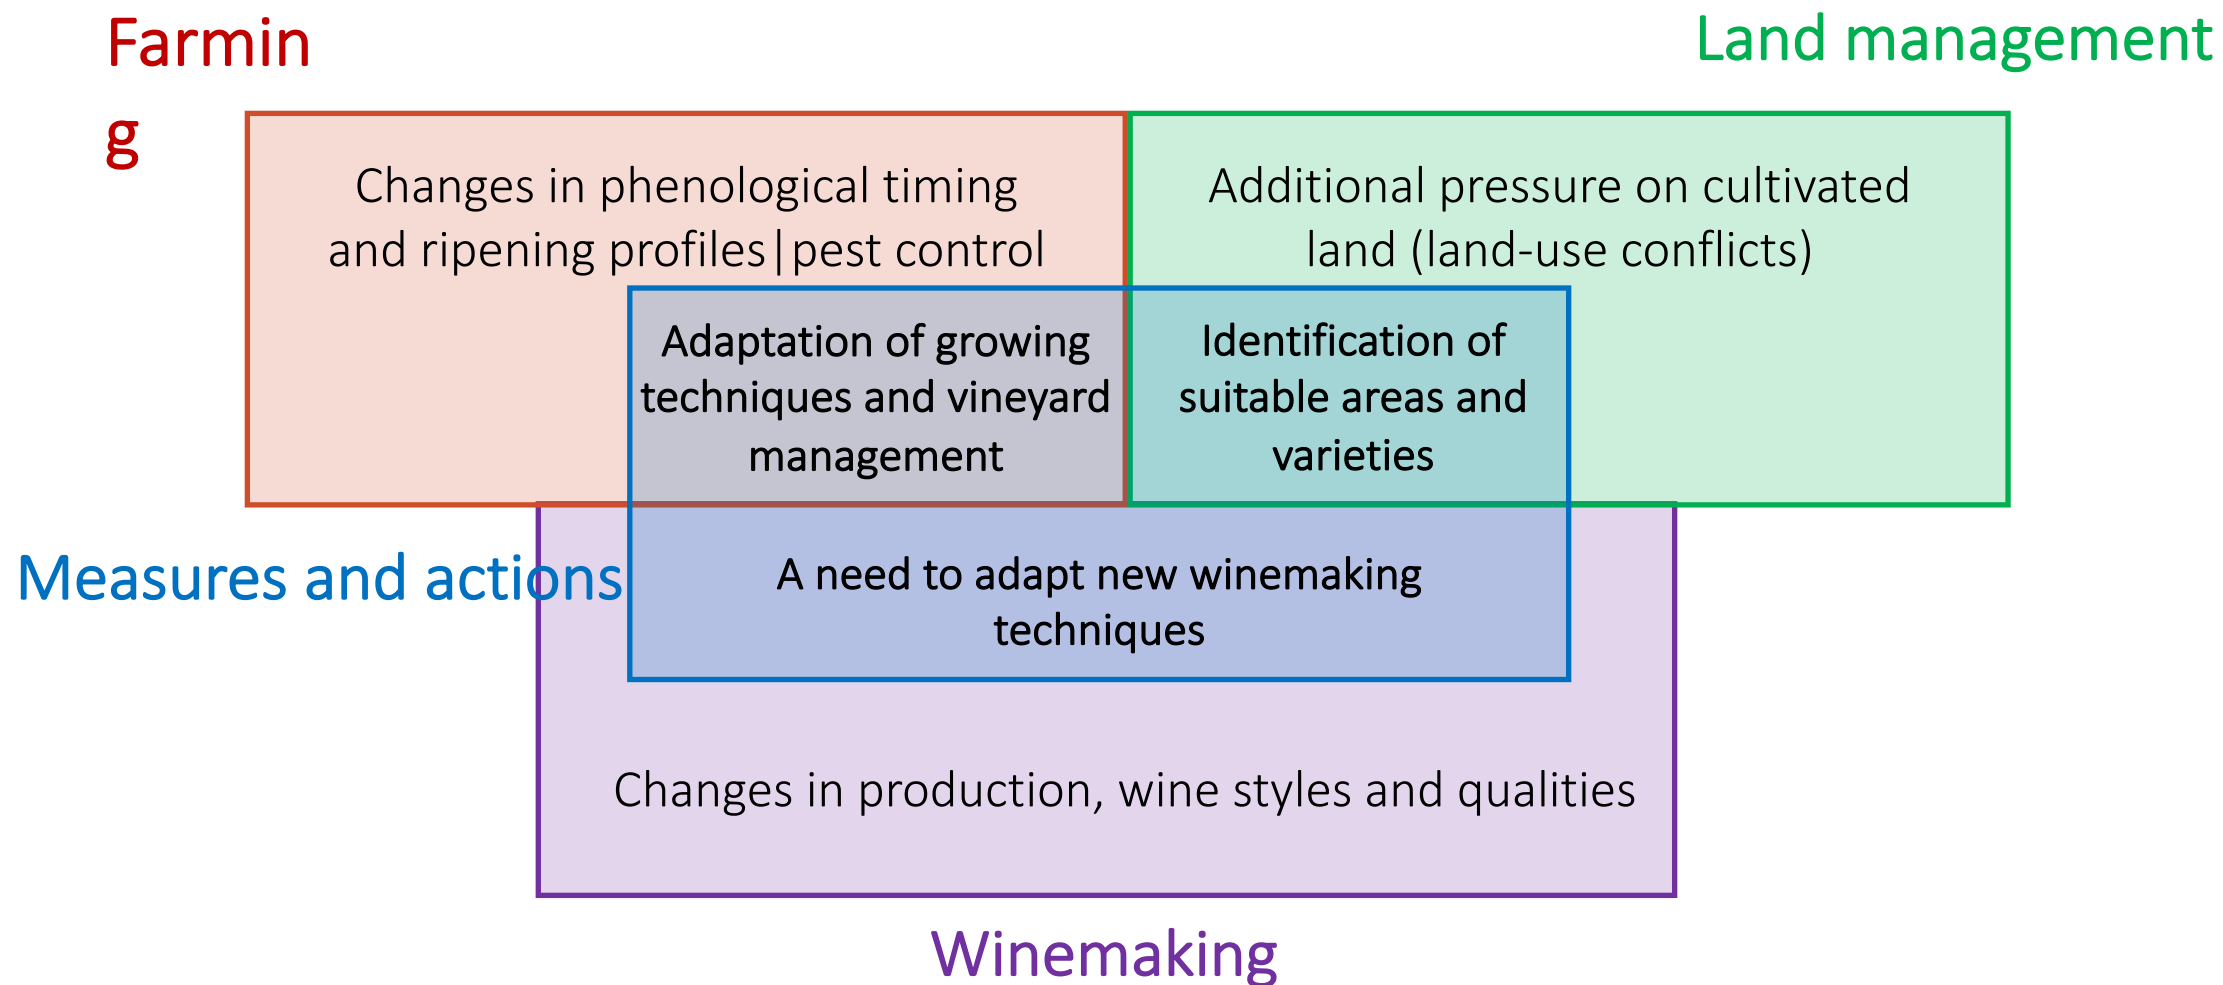 Farmin
g
Land management
Changes in phenological timing
and ripening profiles|pest control
Additional pressure on cultivated
land (land-use conflicts)
Adaptation of growing
techniques and vineyard
management
Identification of
suitable areas and
varieties
Measures and actions
A need to adapt new winemaking
techniques
Changes in production, wine styles and qualities
Winemaking